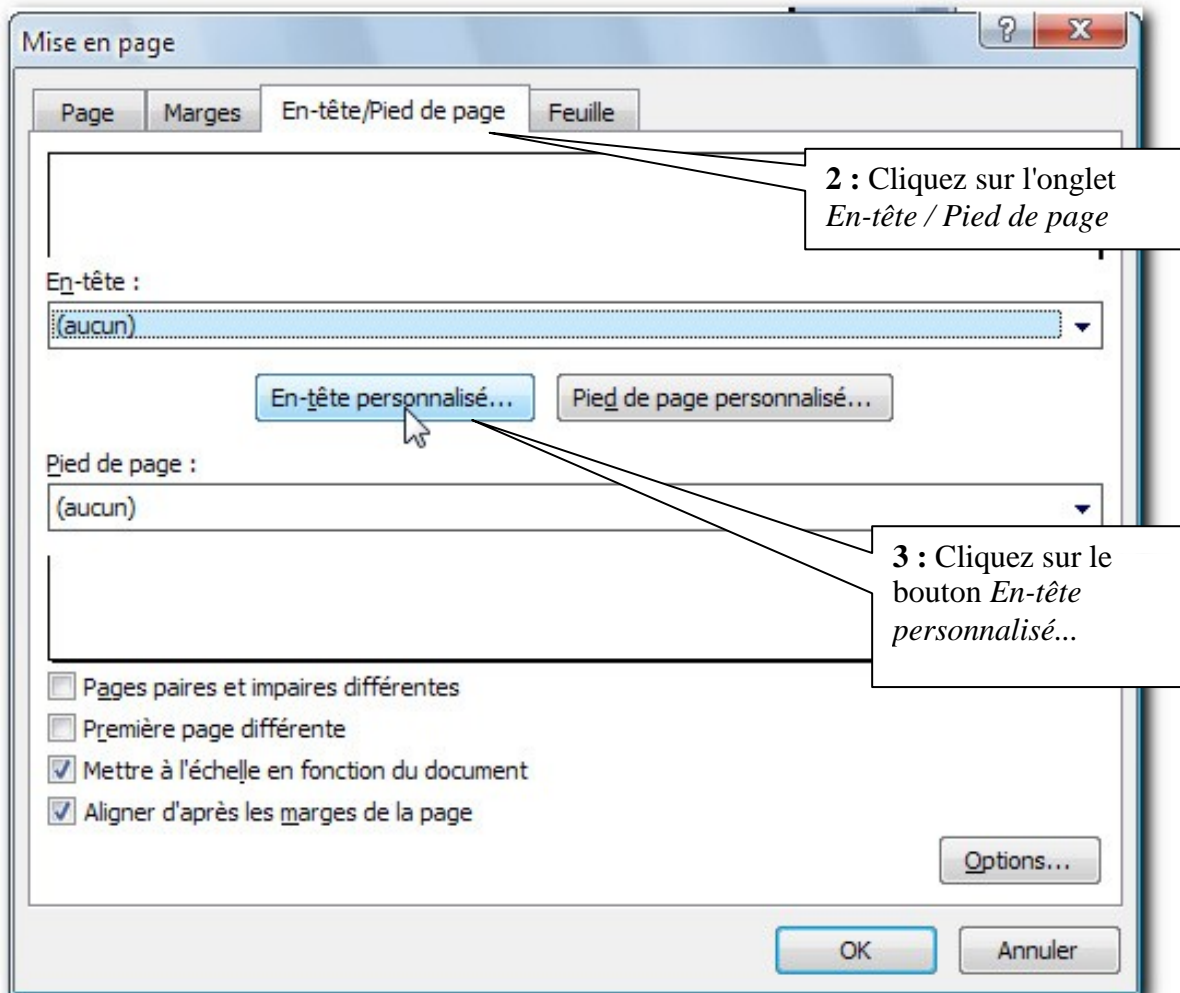 Mise en page
Page Marges En-tête/Pied de page Feuille
2 : Cliquez sur l'onglet
En-tête / Pied de page
En-tête :
(aucun)
En-tête personnalisé... Pied de page personnalisé...
Pied de page :
(aucun)
3 : Cliquez sur le
bouton En-tête
personnalisé...
Pages paires et impaires différentes
Première page différente
Mettre à l'échelle en fonction du document
Aligner d'après les marges de la page
Options...
OK Annuler